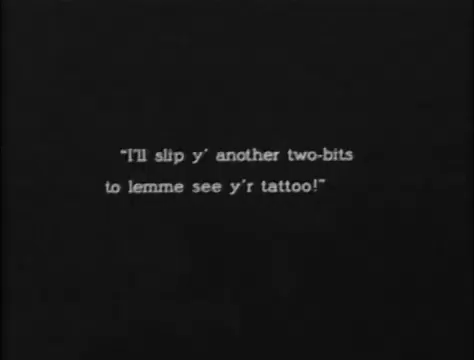 "I'll slip y' another two-bits
to lemme see y'r tattoo!"